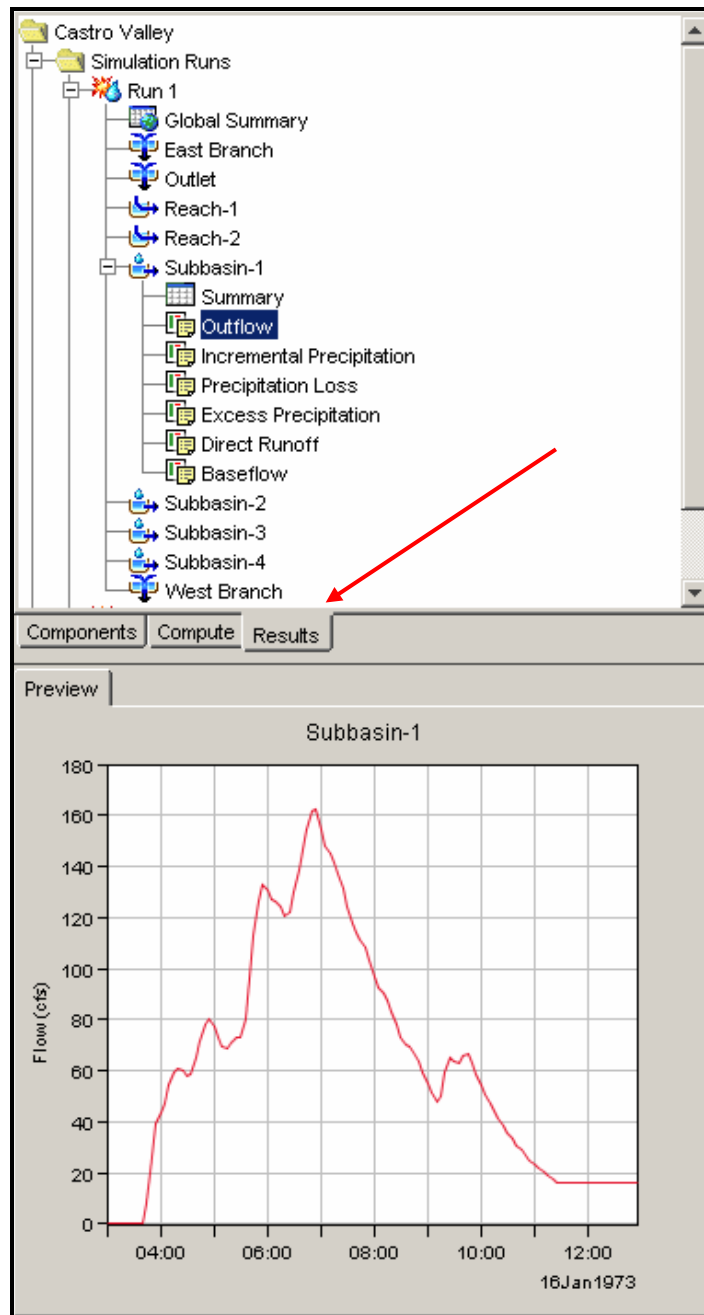 Castro Valley
Simulation Runs
Run 1
Global Summary
East Branch
Outlet
Reach-1
Reach-2
Subbasin-1
Summary
Outflow
Incremental Precipitation
Precipitation Loss
Excess Precipitation
Direct Runoff
Baseflow
Subbasin-2
Subbasin-3
Subbasin-4
West Branch
Components Compute Results
Preview
Subbasin-1
180
160
140
120
100
80
60
40
20
0
Flow (cfs)
04:00 06:00 08:00 10:00 12:00
16Jan1973